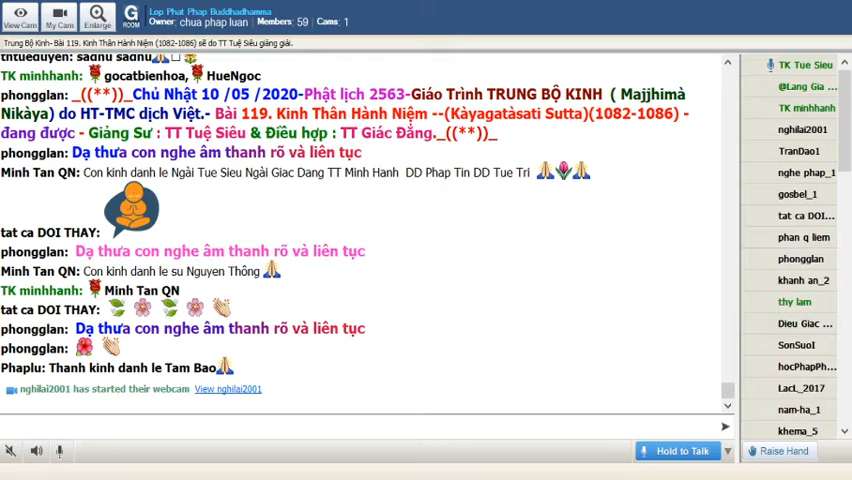 View Cam
My Cam
Enlarge
G
ROOM
Lop Phat Phap Buddhadhamma
Owner: chua phap luan Members: 59 Cams: 1
Trung Bộ Kinh- Bài 119. Kinh Thân Hành Niệm (1082-1086) sẽ do TT Tuệ Siêu giảng giải.
thtueduyen: sadhu sadhu
TK minhhanh: gocatbienhoa, HueNgoc
phongglan: _((**))_Chủ Nhật 10 /05 /2020-Phật lịch 2563-Giáo Trình TRUNG BỘ KINH ( Majjhimà
Nikàya) do HT-TMC dịch Việt.- Bài 119. Kinh Thân Hành Niệm --(Kàyagatàsati Sutta)(1082-1086) -
đang được - Giảng Sư : TT Tuệ Siêu & Điều hợp : TT Giác Đẳng._((**))_
phongglan: Dạ thưa con nghe âm thanh rõ và liên tục
Minh Tan QN: Con kinh danh le Ngài Tue Sieu Ngài Giac Dang TT Minh Hanh DD Phap Tin DD Tue Tri
tat ca DOI THAY:
phongglan: Dạ thưa con nghe âm thanh rõ và liên tục
Minh Tan QN: Con kinh danh le su Nguyen Thông
TK minhhanh: Minh Tan QN
tat ca DOI THAY:
phongglan: Dạ thưa con nghe âm thanh rõ và liên tục
phongglan:
Phaplu: Thanh kinh danh le Tam Bao
nghilai2001 has started their webcam View nghilai2001
TK Tue Sieu
@Lang Gia ...
TK minhhanh
nghilai2001
TranDao1
nghe phap_1
gosbel_1
tat ca DOI...
phan q liem
phongglan
khanh an_2
thy lam
Dieu Giac ...
SonSuoI
hocPhapPh...
LacL_2017
nam-ha_1
khema_5
Hold to Talk
Raise Hand